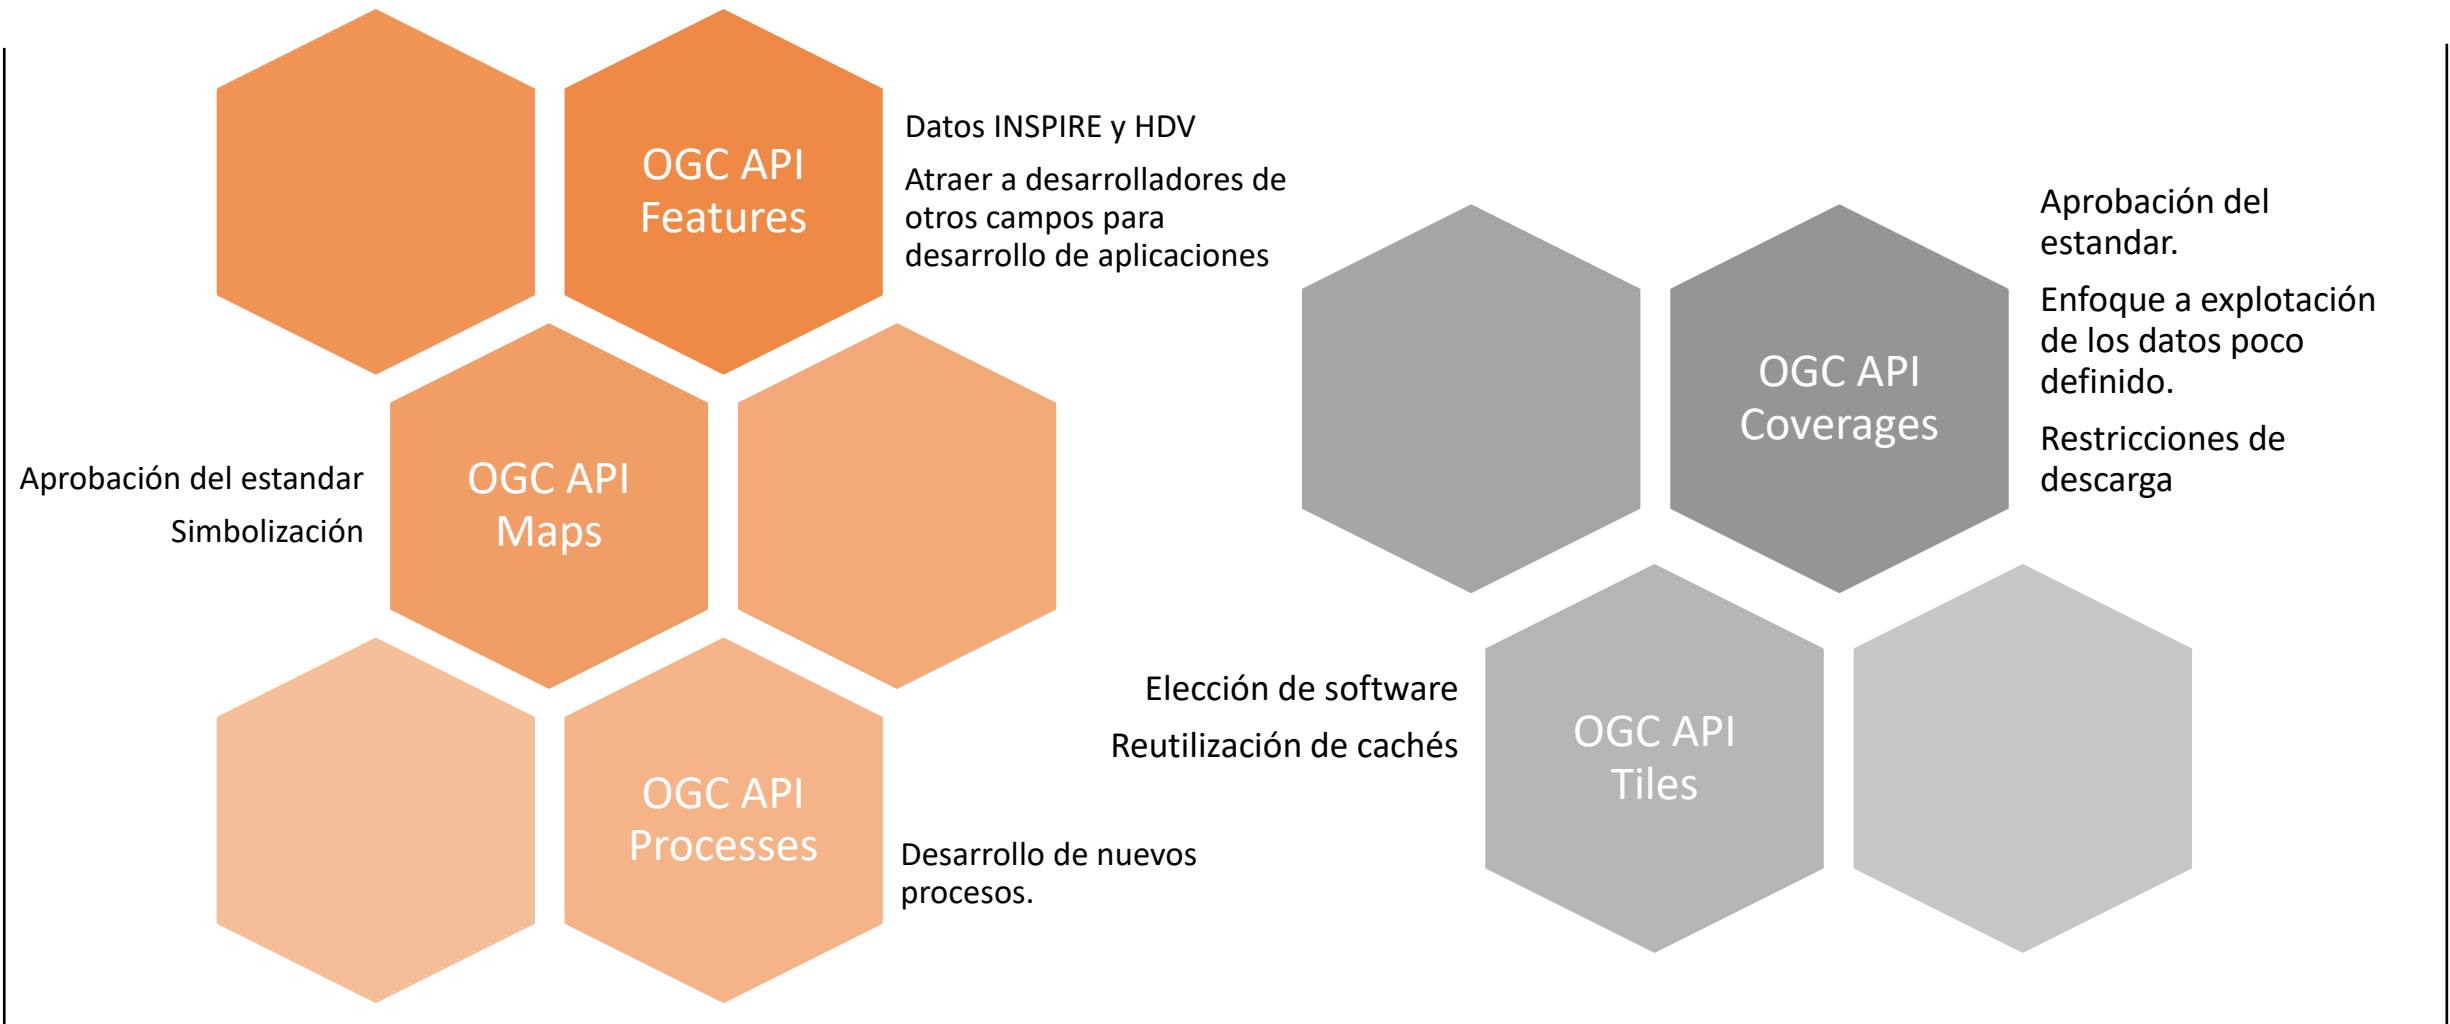 OGC API
Features
Datos INSPIRE y HDV
Atraer a desarrolladores de
otros campos para
desarrollo de aplicaciones
Aprobación del estandar
Simbolización
OGC API
Maps
OGC API
Processes
Desarrollo de nuevos
procesos.
OGC API
Coverages
Aprobación del
estandar.
Enfoque a explotación
de los datos poco
definido.
Restricciones de
descarga
Elección de software
Reutilización de cachés
OGC API
Tiles